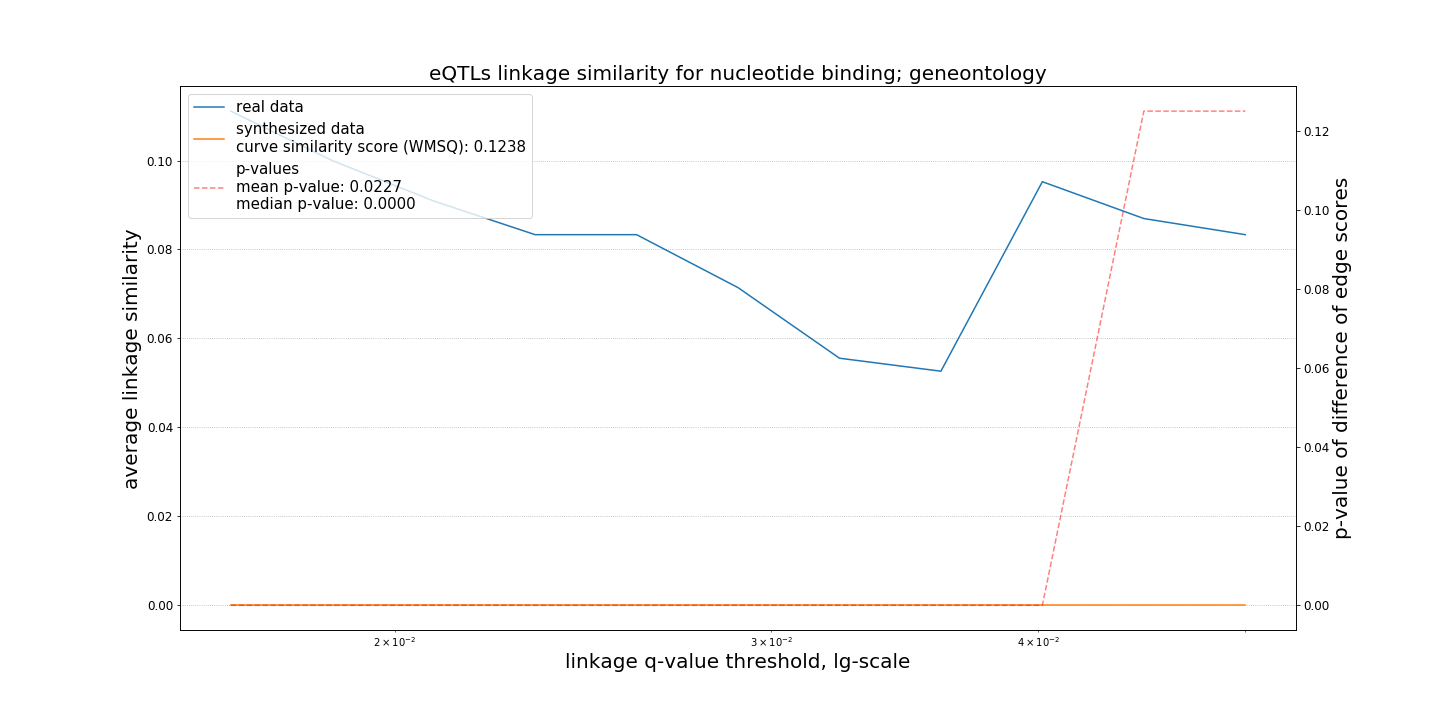 eQTLs linkage similarity for nucleotide binding; geneontology
real data
synthesized data
curve similarity score (WMSQ): 0.1238
p-values
mean p-value: 0.0227
median p-value: 0.0000
average linkage similarity
0.10
0.08
0.06
0.04
0.02
0.00
0.12
0.10
0.08
0.06
0.04
0.02
0.00
p-value of difference of edge scores
2 × 10⁻²
3 × 10⁻²
4 × 10⁻²
linkage q-value threshold, lg-scale